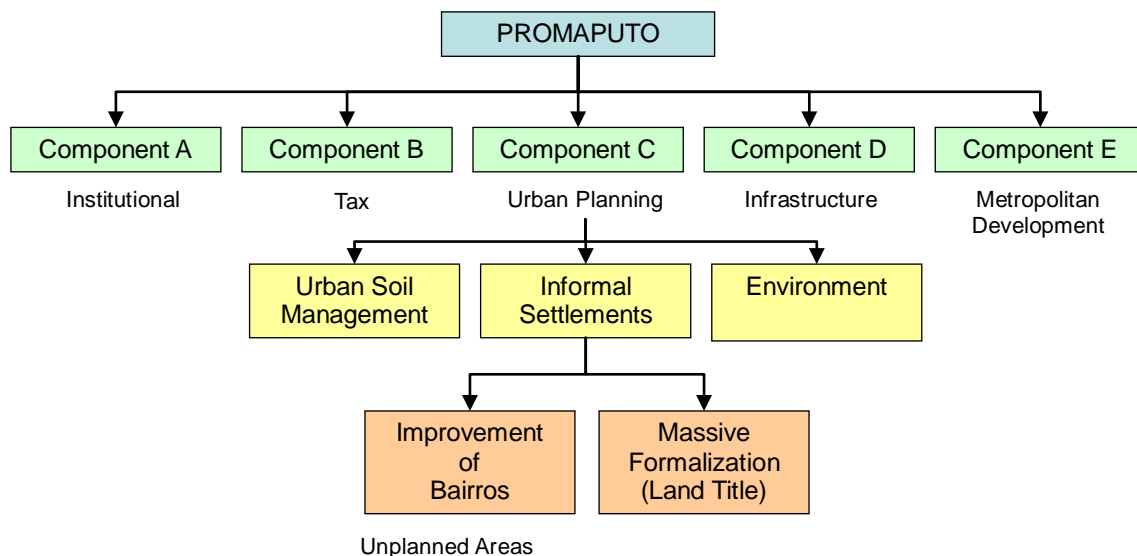 PROMAPUTO
Component A
Component B
Component C
Component D
Component E
Institutional
Tax
Urban Planning
Infrastructure
Metropolitan
Development
Urban Soil
Management
Informal
Settlements
Environment
Improvement
of
Bairros
Massive
Formalization
(Land Title)
Unplanned Areas